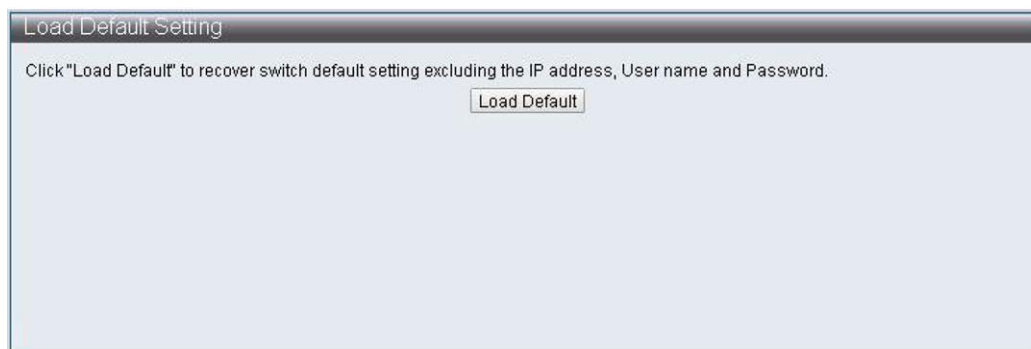 Load Default Setting
Click "Load Default" to recover switch default setting excluding the IP address, User name and Password.
Load Default